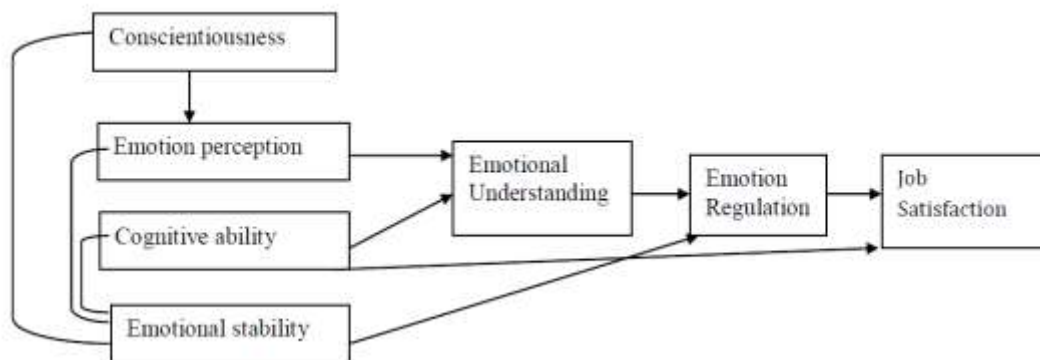 Conscientiousness
Emotion perception
Cognitive ability
Emotional stability
Emotional
Understanding
Emotion
Regulation
Job
Satisfaction